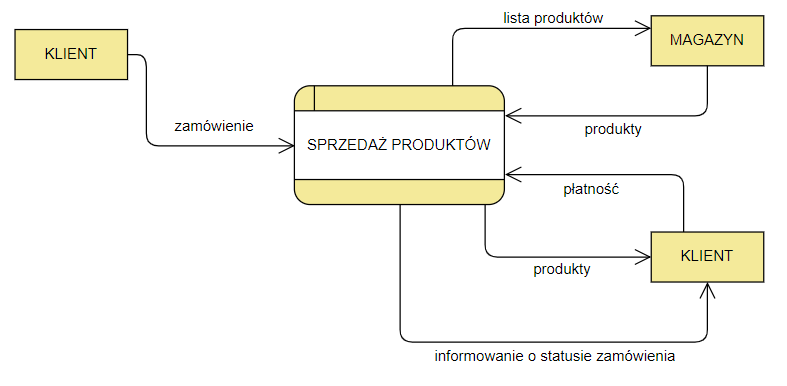 lista produktów
MAGAZYN
KLIENT
zamówienie
produkty
SPRZEDAŻ PRODUKTÓW
płatność
KLIENT
produkty
informowanie o statusie zamówienia